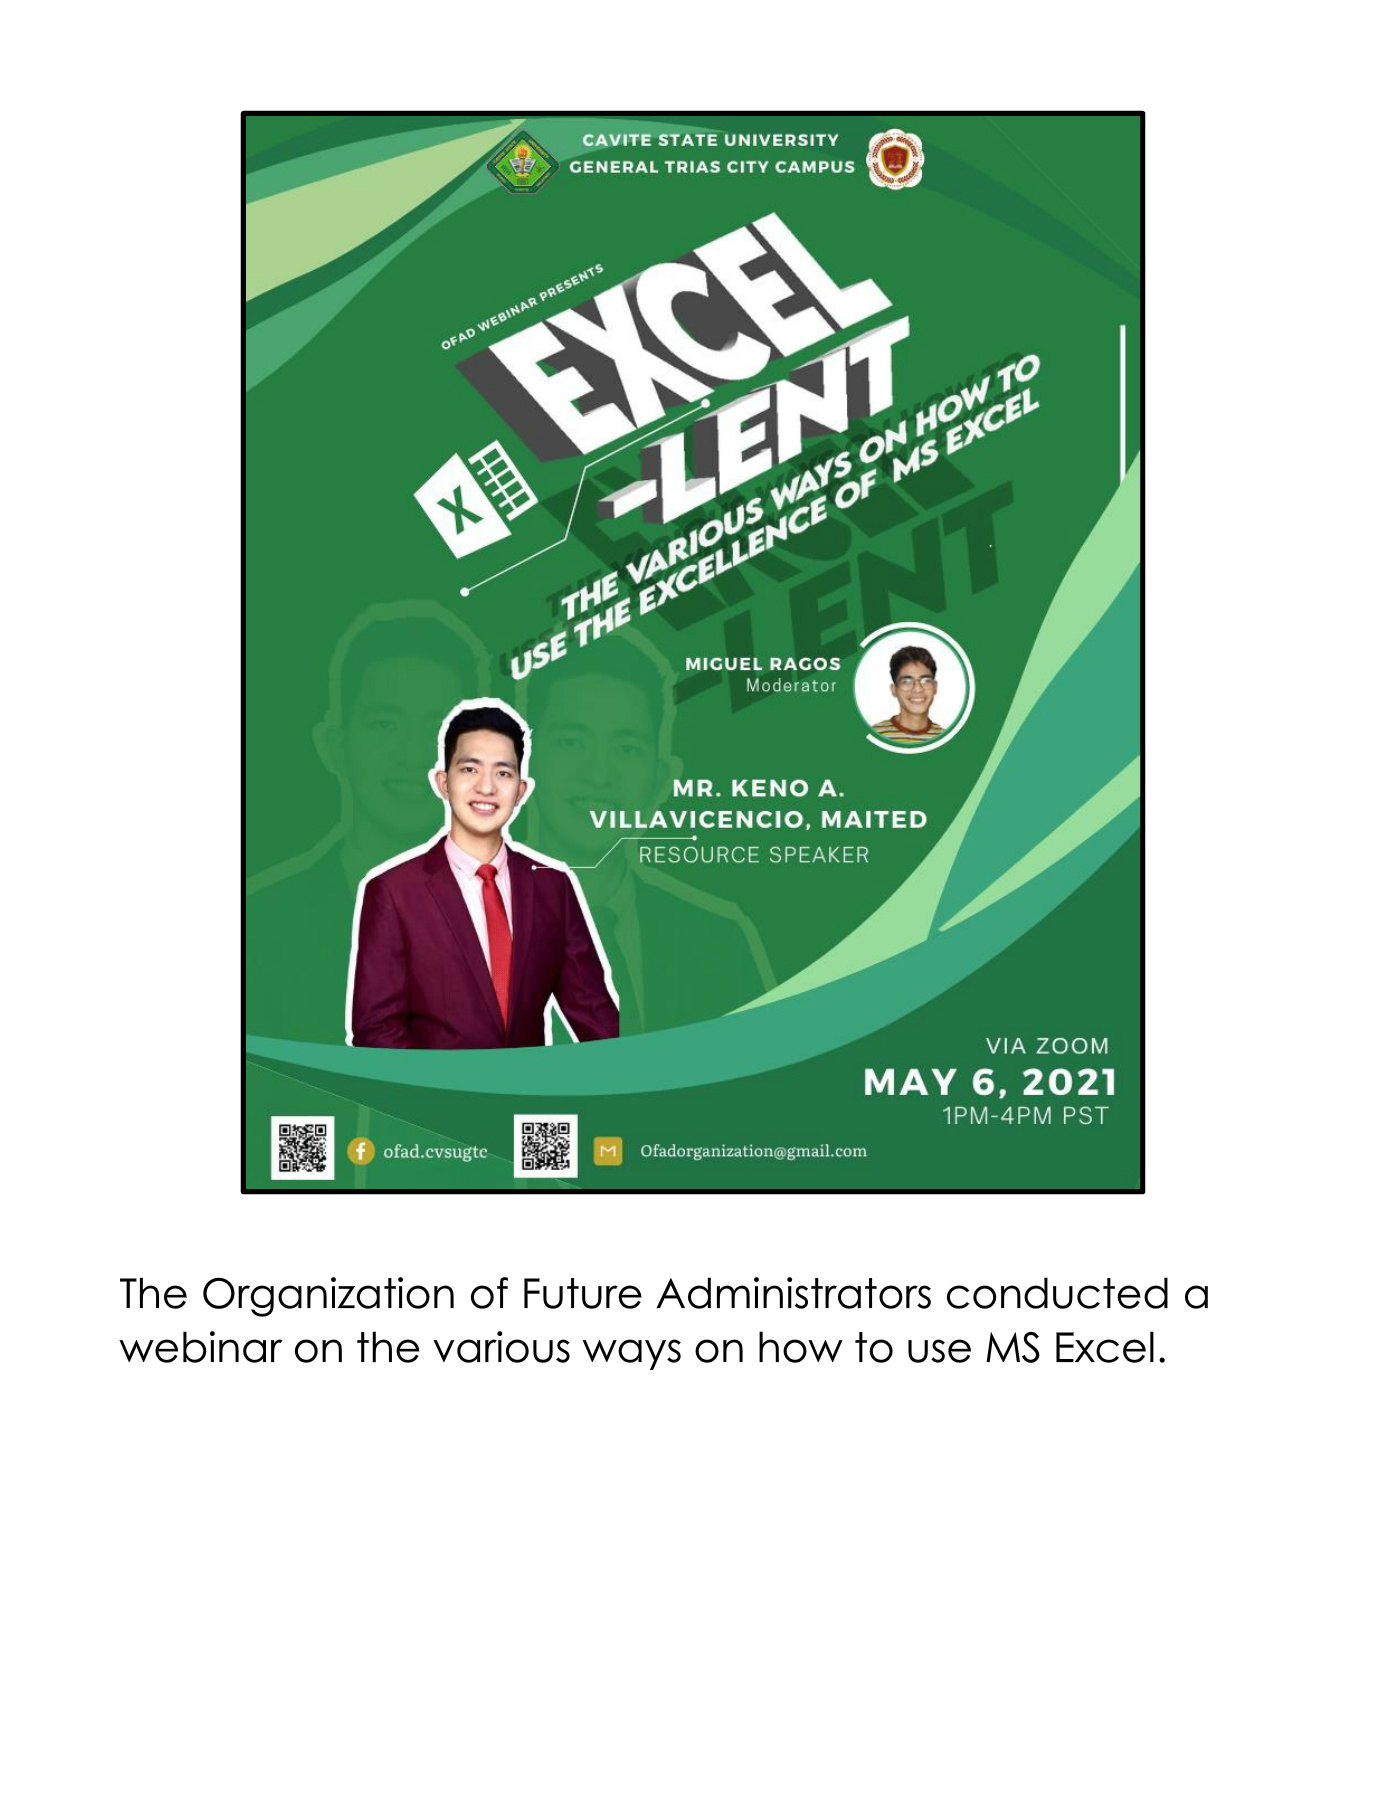 CAVITE STATE UNIVERSITY
GENERAL TRIAS CITY CAMPUS
OFAD WEBINAR PRESENTS
EXCEL
-LENT
THE VARIOUS WAYS ON HOW TO
USE THE EXCELLENCE OF MS EXCEL
X
MIGUEL RAGOS
Moderator
MR. KENO A.
VILLAVICENCIO, MAITED
RESOURCE SPEAKER
VIA ZOOM
MAY 6, 2021
1PM-4PM PST
ofad.cvsugtc
Ofadorganization@gmail.com
The Organization of Future Administrators conducted a
webinar on the various ways on how to use MS Excel.